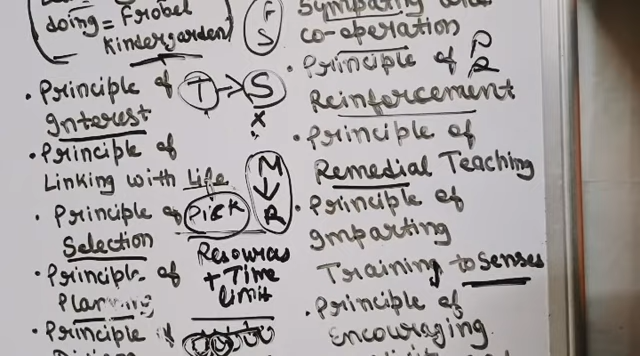 doing = Frobel
Kindergarden
• Principle of
Interest
• Principle of
Linking with Life
• Principle of
Selection
• Principle of
Planning
• Principle
T → S
x
Pick
M
R
Resources
+ Time
limit
F
S
Sympathy and
co-operation
• Principle of
P
R
Reinforcement
• Principle of
Remedial Teaching
• Principle of
Imparting
Training to senses
• Principle of
Encouraging